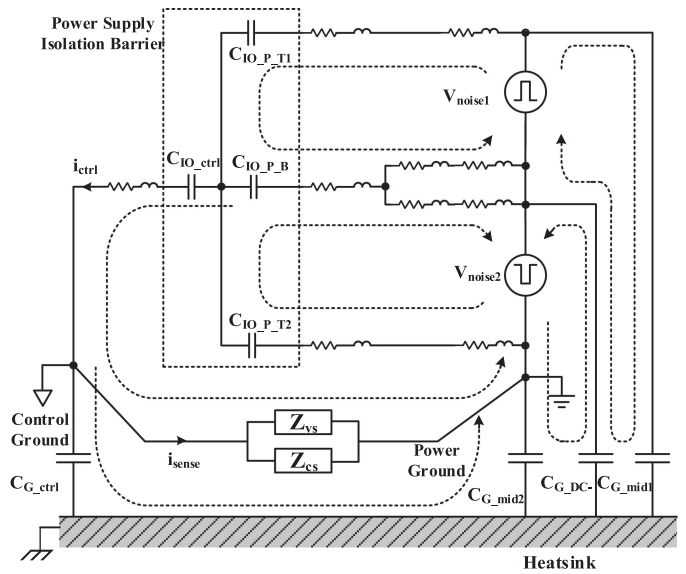 Power Supply
Isolation Barrier
C_IO_P_T1
V_noise1
i_ctrl
C_IO_ctrl
C_IO_P_B
V_noise2
C_IO_P_T2
Control
Ground
Z_vs
Z_cs
i_sense
Power
Ground
C_G_ctrl
C_G_mid2
C_G_DC-
C_G_mid1
Heatsink